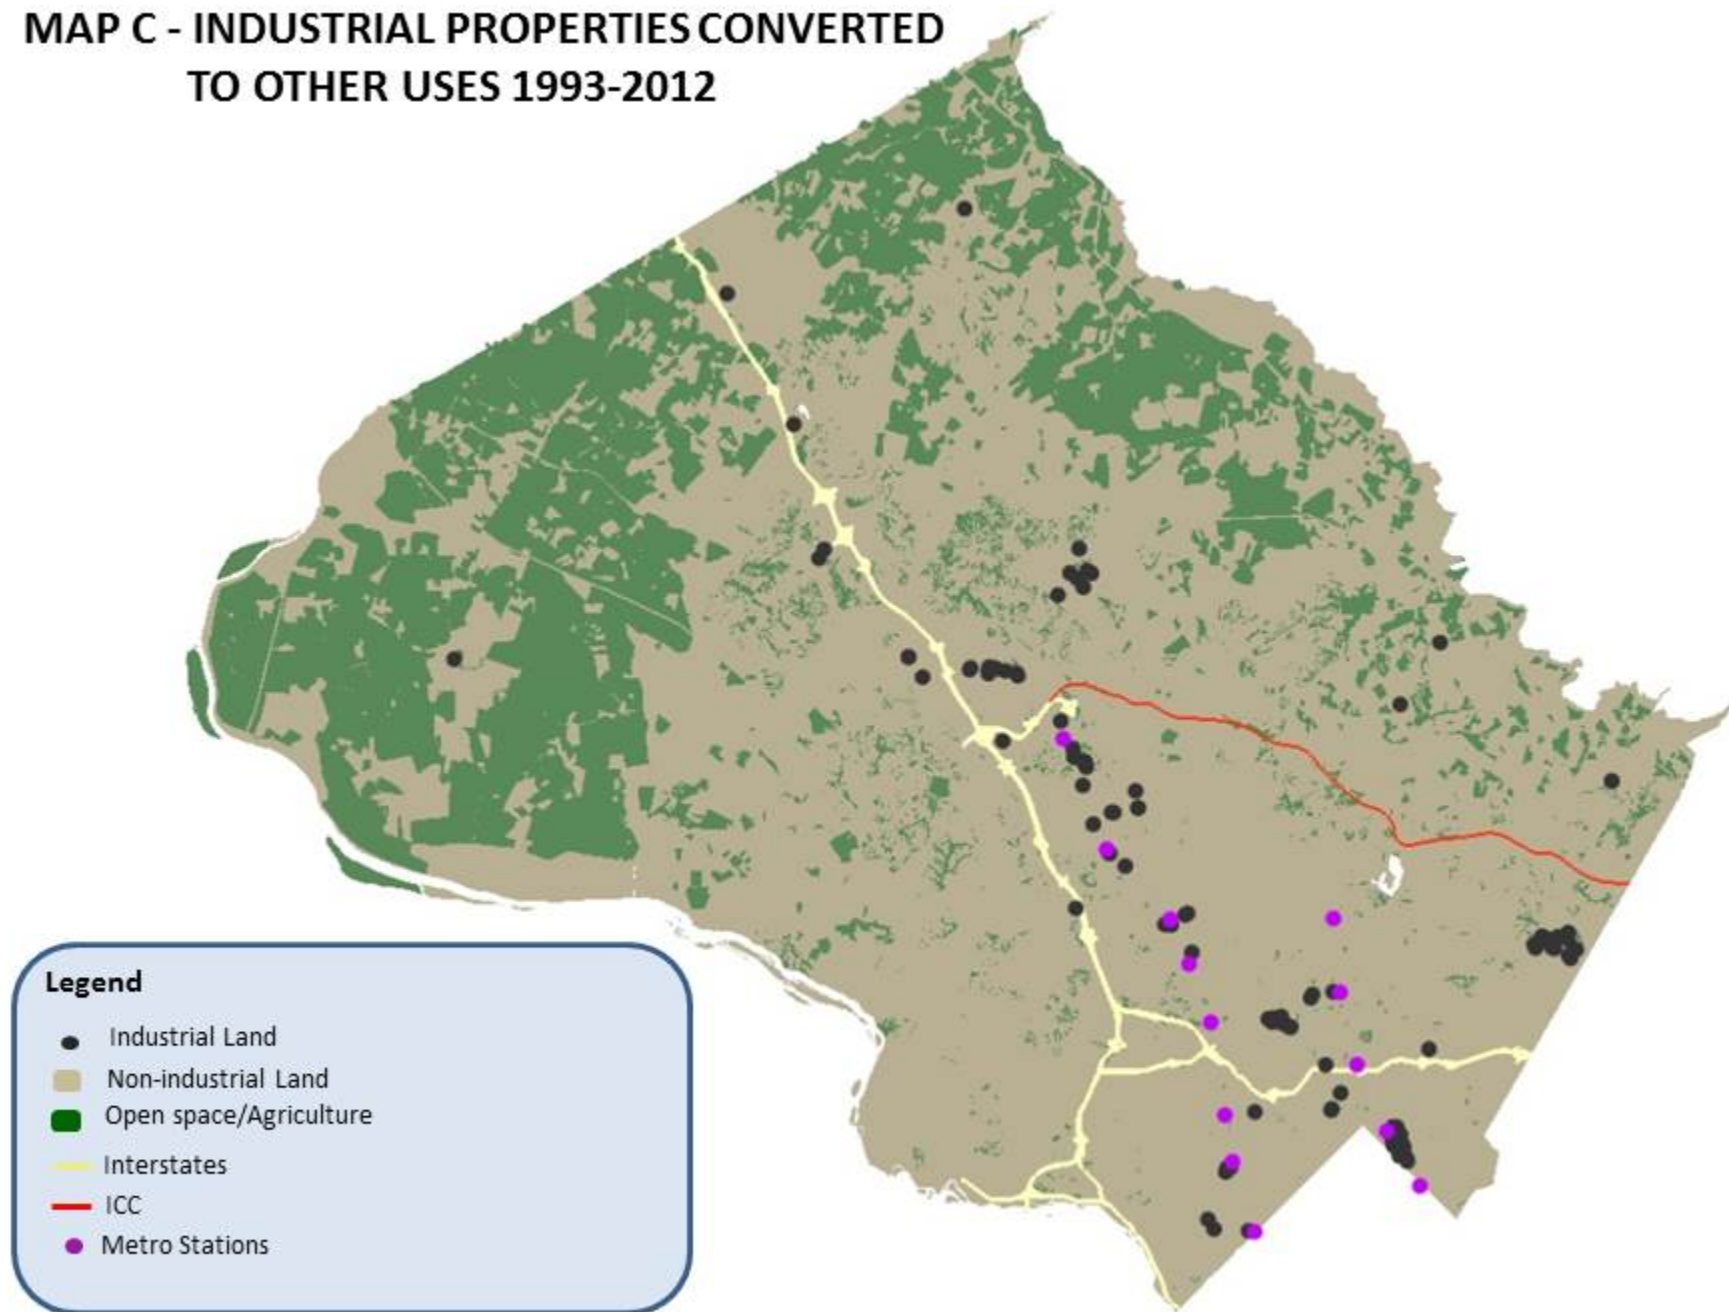 MAP C - INDUSTRIAL PROPERTIES CONVERTED
TO OTHER USES 1993-2012
Legend
Industrial Land
Non-industrial Land
Open space/Agriculture
Interstates
ICC
Metro Stations